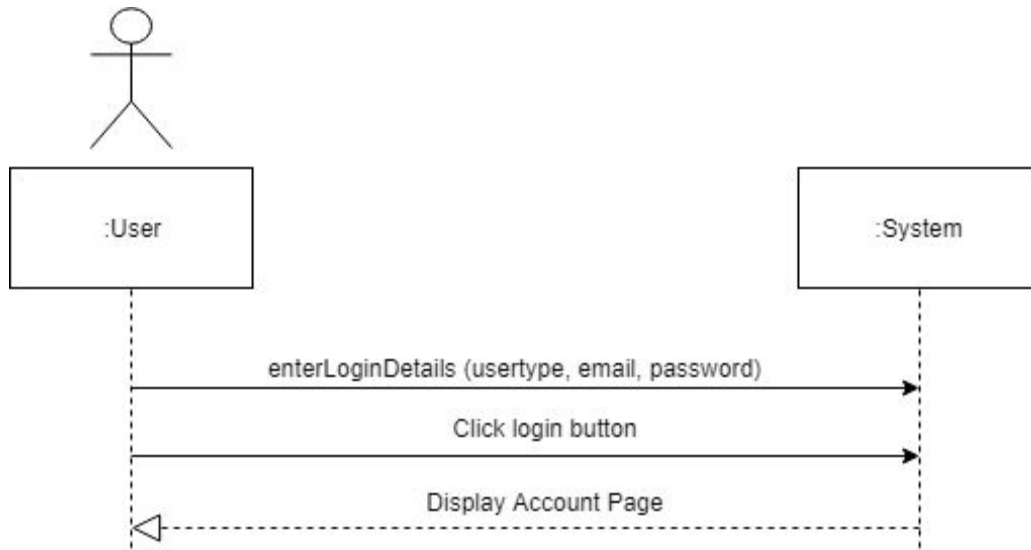 :User
:System
enterLoginDetails (usertype, email, password)
Click login button
Display Account Page